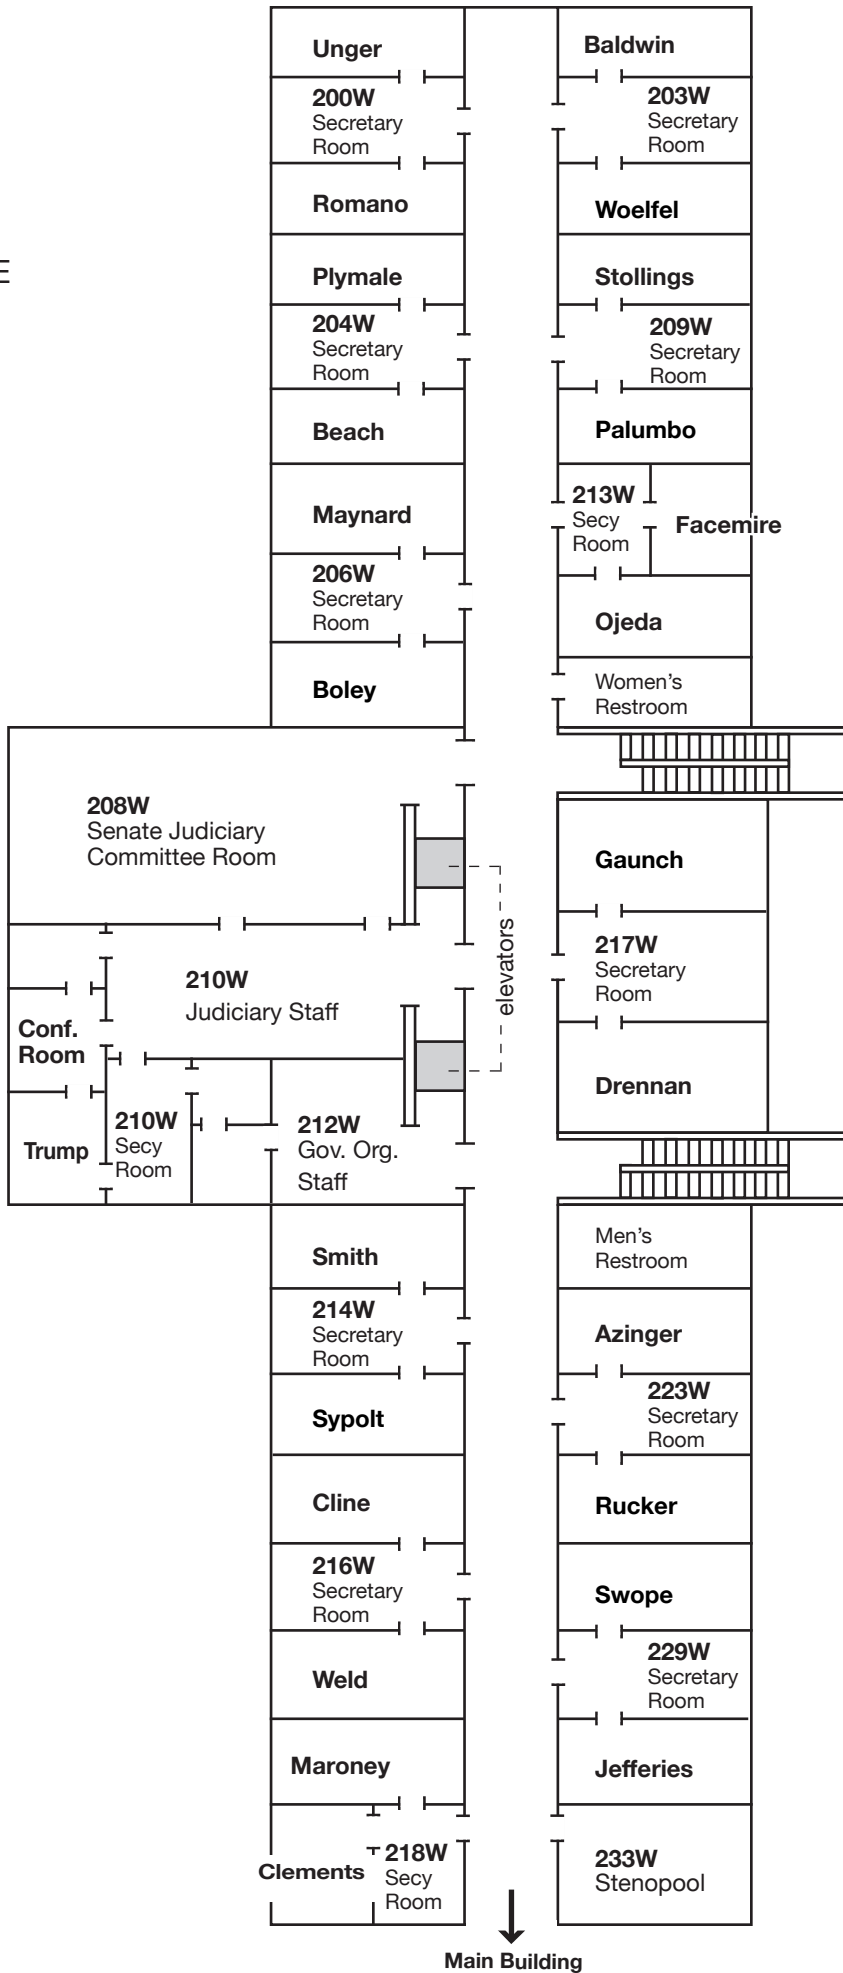 Unger
200W
Secretary
Room
Romano
Plymale
204W
Secretary
Room
Beach
Maynard
206W
Secretary
Room
Boley
Baldwin
203W
Secretary
Room
Woelfel
Stollings
209W
Secretary
Room
Palumbo
213W
Secy
Room
Facemire
Ojeda
Women's
Restroom
E
208W
Senate Judiciary
Committee Room
210W
Judiciary Staff
Conf.
Room
Trump
210W
Secy
Room
212W
Gov. Org.
Staff
elevators
Gaunch
217W
Secretary
Room
Drennan
Smith
214W
Secretary
Room
Sypolt
Cline
216W
Secretary
Room
Weld
Maroney
Clements
218W
Secy
Room
Men's
Restroom
Azinger
223W
Secretary
Room
Rucker
Swope
229W
Secretary
Room
Jefferies
233W
Stenopool
Main Building